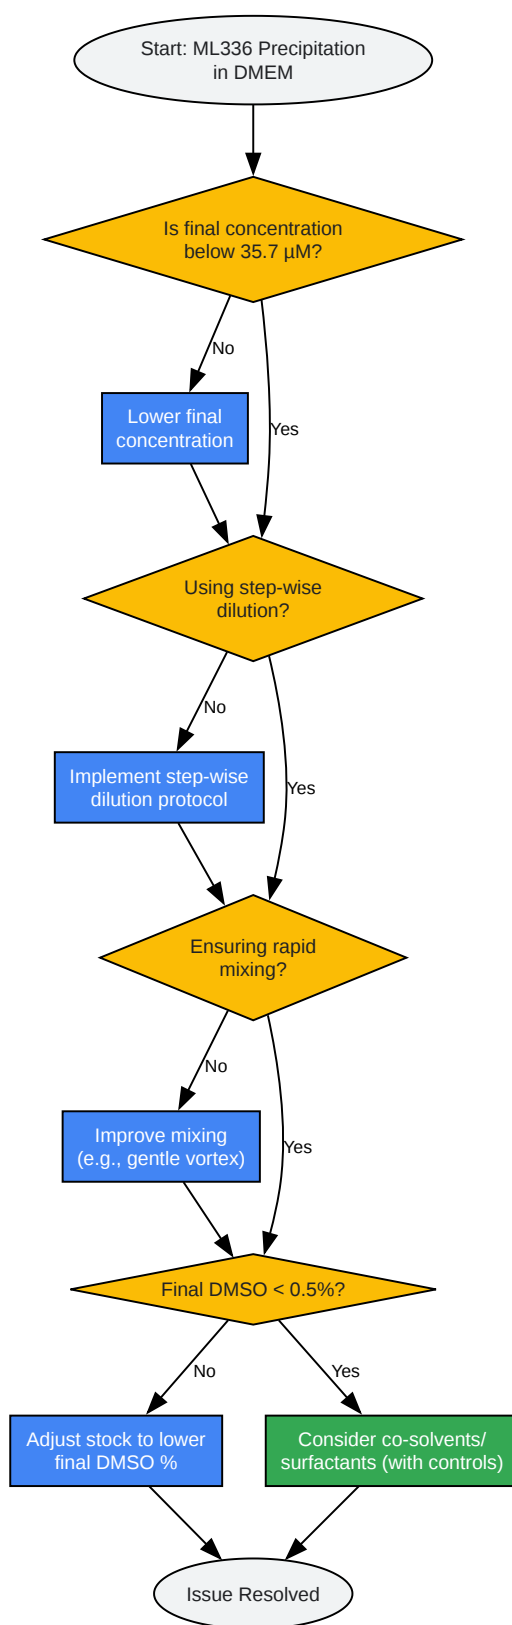 Start: ML336 Precipitation
in DMEM
Is final concentration
below 35.7 µM?
No
Yes
Lower final
concentration
Using step-wise
dilution?
No
Yes
Implement step-wise
dilution protocol
Ensuring rapid
mixing?
No
Yes
Improve mixing
(e.g., gentle vortex)
Final DMSO < 0.5%?
No
Yes
Adjust stock to lower
final DMSO %
Consider co-solvents/
surfactants (with controls)
Issue Resolved